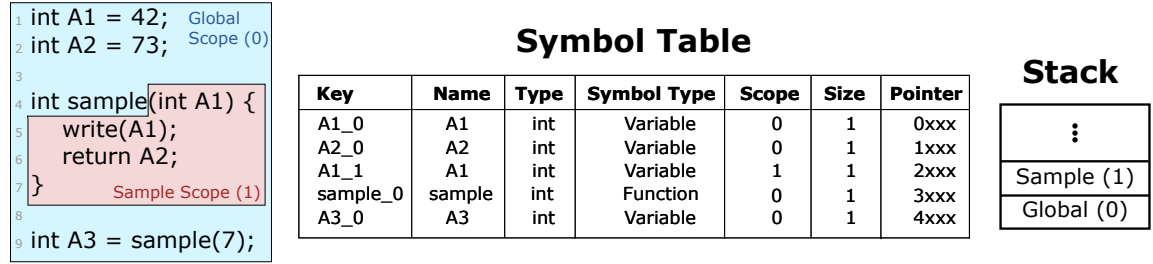 1 int A1 = 42; Global
2 int A2 = 73; Scope (0)
3
4 int sample(int A1) {
5 write(A1);
6 return A2;
7 } Sample Scope (1)
8
9 int A3 = sample(7);
Symbol Table
Key Name Type Symbol Type Scope Size Pointer
A1_0 A1 int Variable 0 1 0xxx
A2_0 A2 int Variable 0 1 1xxx
A1_1 A1 int Variable 1 1 2xxx
sample_0 sample int Function 0 1 3xxx
A3_0 A3 int Variable 0 1 4xxx
Stack
⋮
Sample (1)
Global (0)